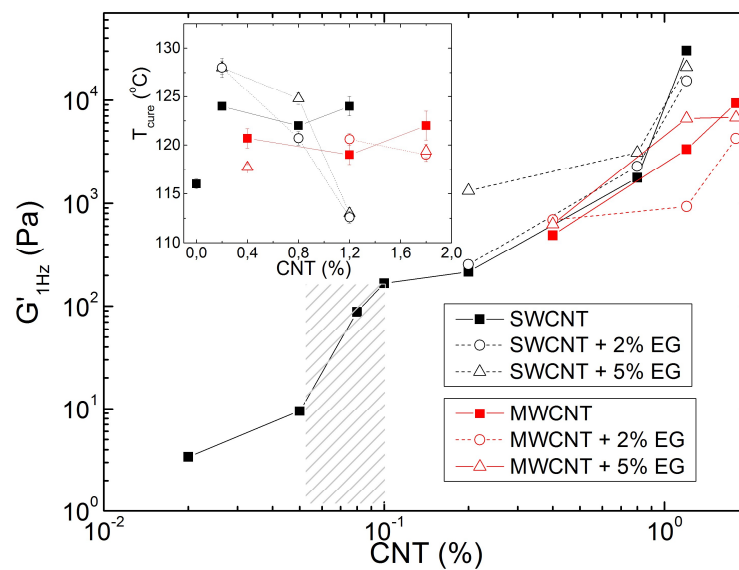 G'1Hz (Pa)
10^4
10^3
10^2
10^1
10^0
10^-2
10^-1
10^0
CNT (%)
T_cure (°C)
130
125
120
115
110
0,0
0,4
0,8
1,2
1,6
2,0
CNT (%)
SWCNT
SWCNT + 2% EG
SWCNT + 5% EG
MWCNT
MWCNT + 2% EG
MWCNT + 5% EG